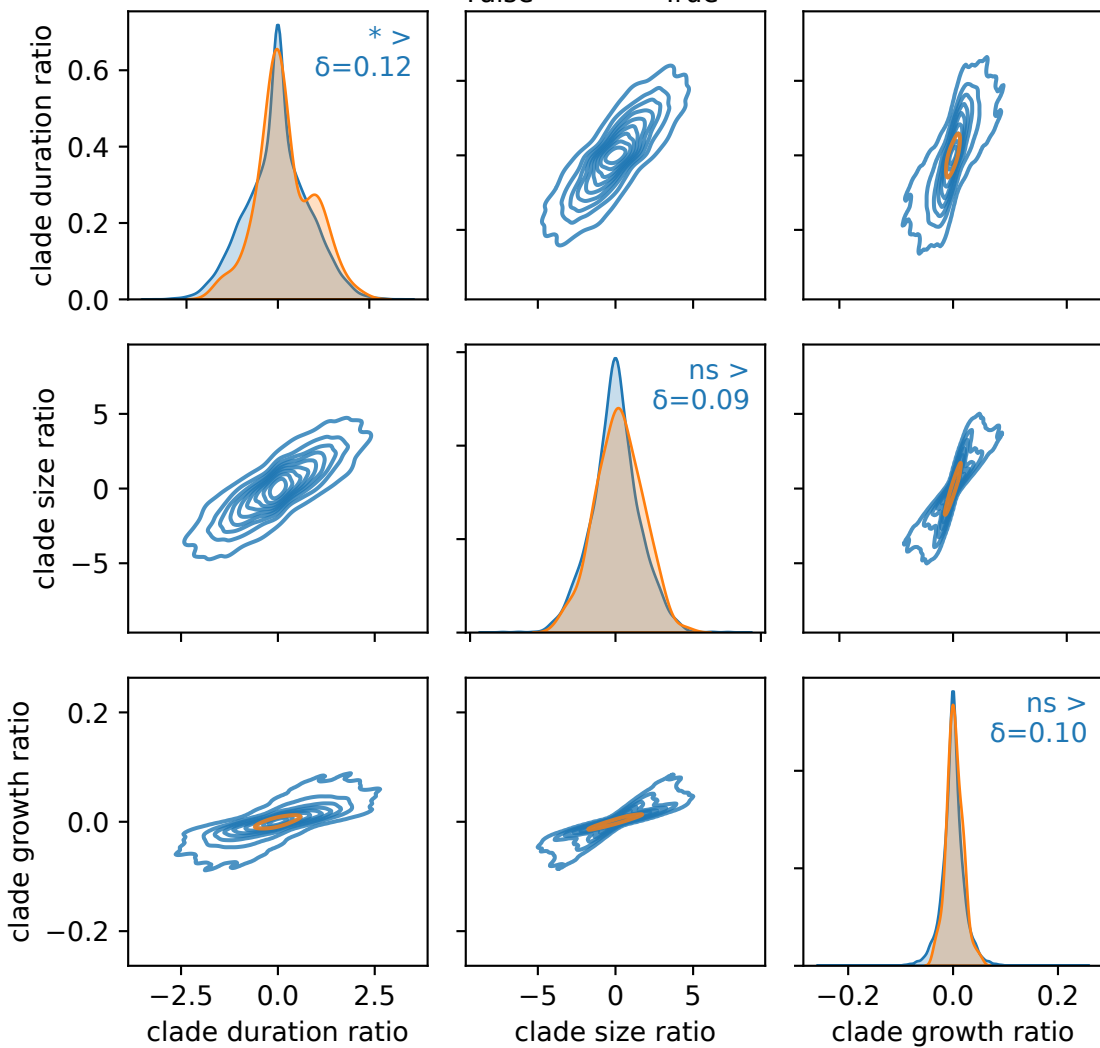 clade duration ratio
0.6
0.4
0.2
0.0
* >
δ=0.12
clade size ratio
5
0
−5
ns >
δ=0.09
clade growth ratio
0.2
0.0
−0.2
ns >
δ=0.10
−2.5 0.0 2.5
−5 0 5
−0.2 0.0 0.2
clade duration ratio
clade size ratio
clade growth ratio